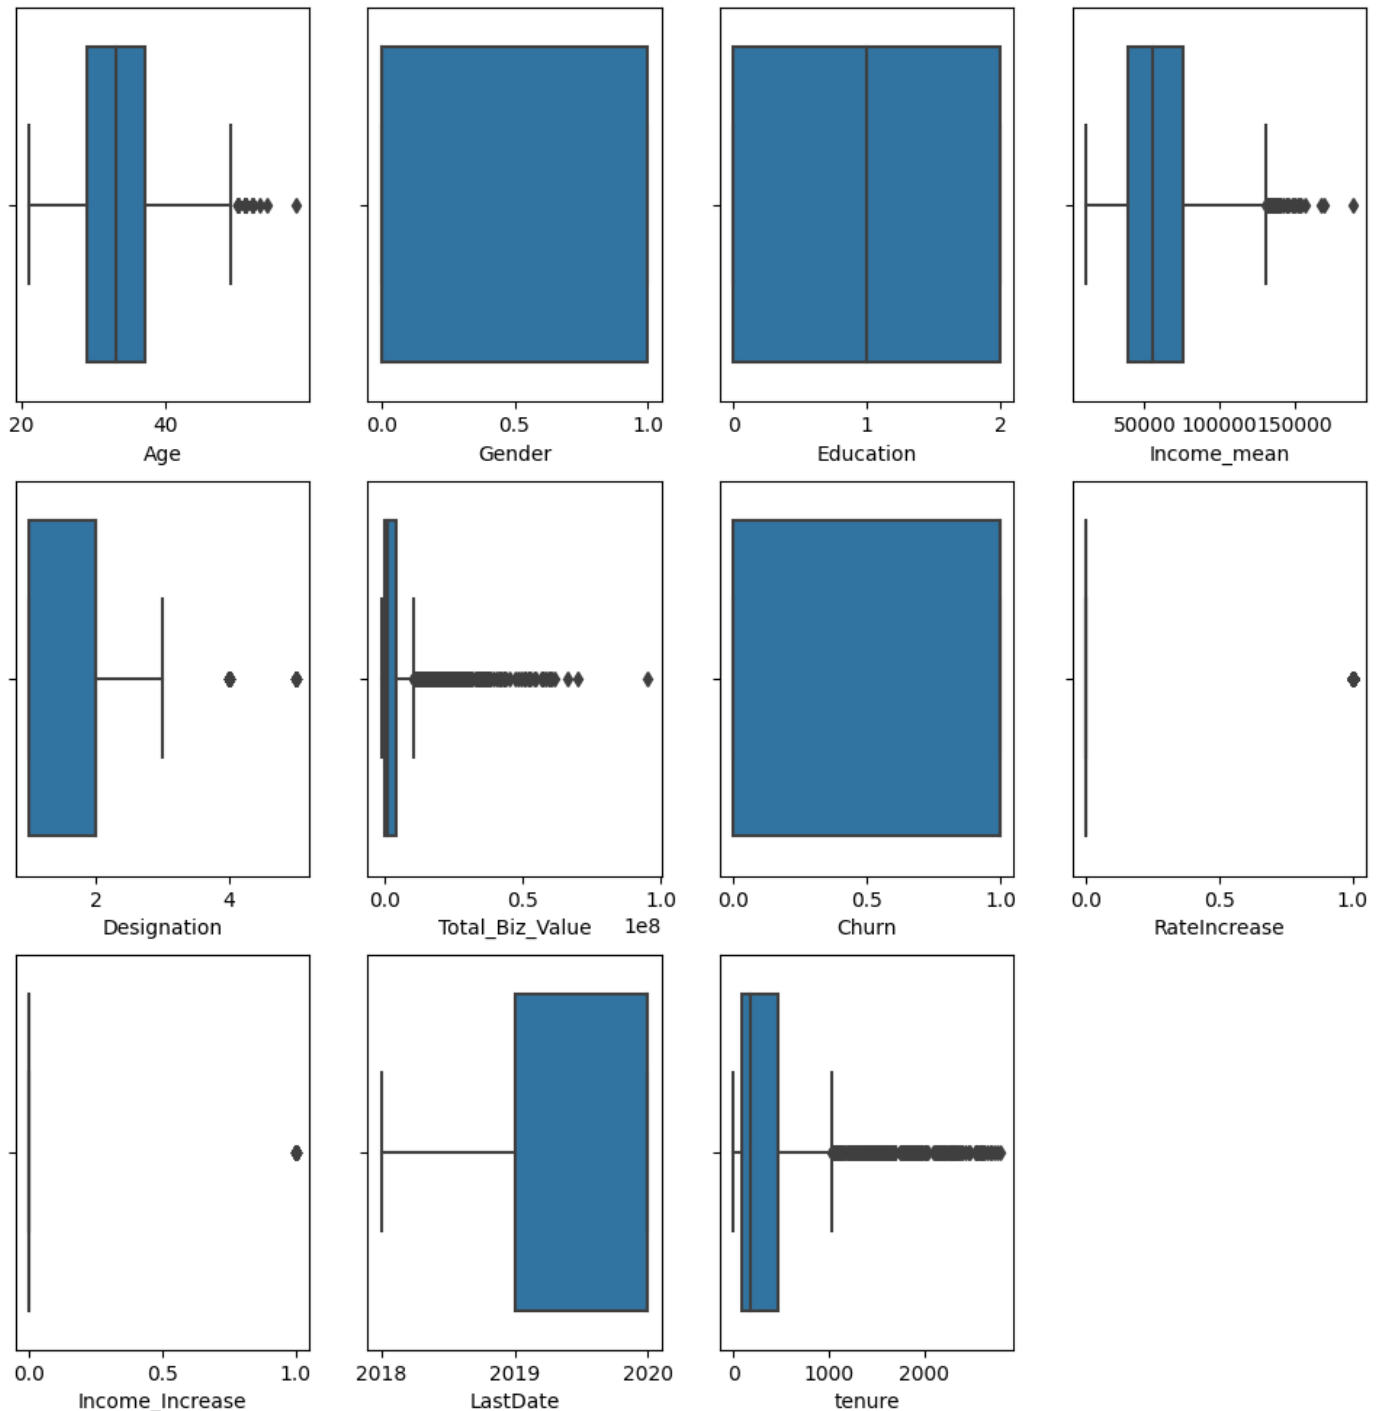 20 40
Age
0.0 0.5 1.0
Gender
0 1 2
Education
50000 100000150000
Income_mean
2 4
Designation
0.0 0.5 1.0
Total_Biz_Value 1e8
0.0 0.5 1.0
Churn
0.0 0.5 1.0
RateIncrease
0.0 0.5 1.0
Income_Increase
2018 2019 2020
LastDate
0 1000 2000
tenure